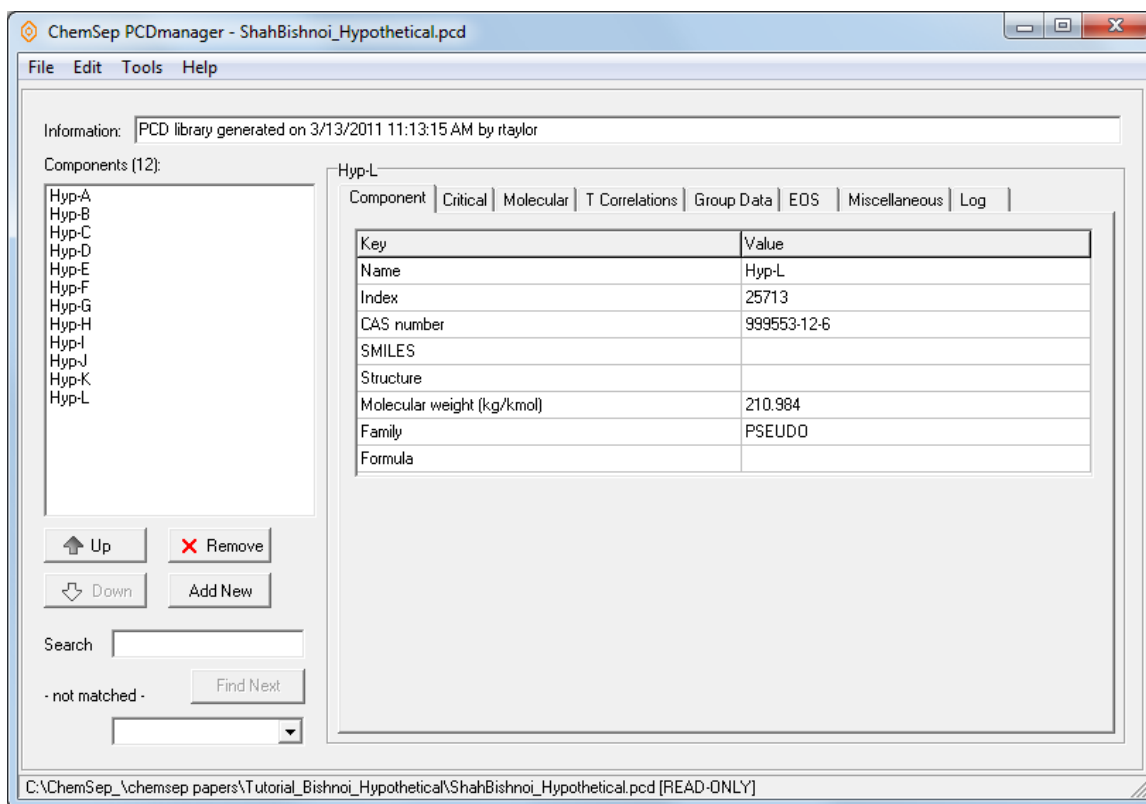 ChemSep PCDmanager - ShahBishnoi_Hypothetical.pcd
File Edit Tools Help
Information: PCD library generated on 3/13/2011 11:13:15 AM by rtaylor
Components (12):
Hyp-A
Hyp-B
Hyp-C
Hyp-D
Hyp-E
Hyp-F
Hyp-G
Hyp-H
Hyp-I
Hyp-J
Hyp-K
Hyp-L
Up Remove
Down Add New
Search
Find Next
- not matched -
Hyp-L
Component Critical Molecular T Correlations Group Data EOS Miscellaneous Log
Key Value
Name Hyp-L
Index 25713
CAS number 999553-12-6
SMILES
Structure
Molecular weight (kg/kmol) 210.984
Family PSEUDO
Formula
C:\ChemSep_\chemsep papers\Tutorial_Bishnoi_Hypothetical\ShahBishnoi_Hypothetical.pcd [READ-ONLY]